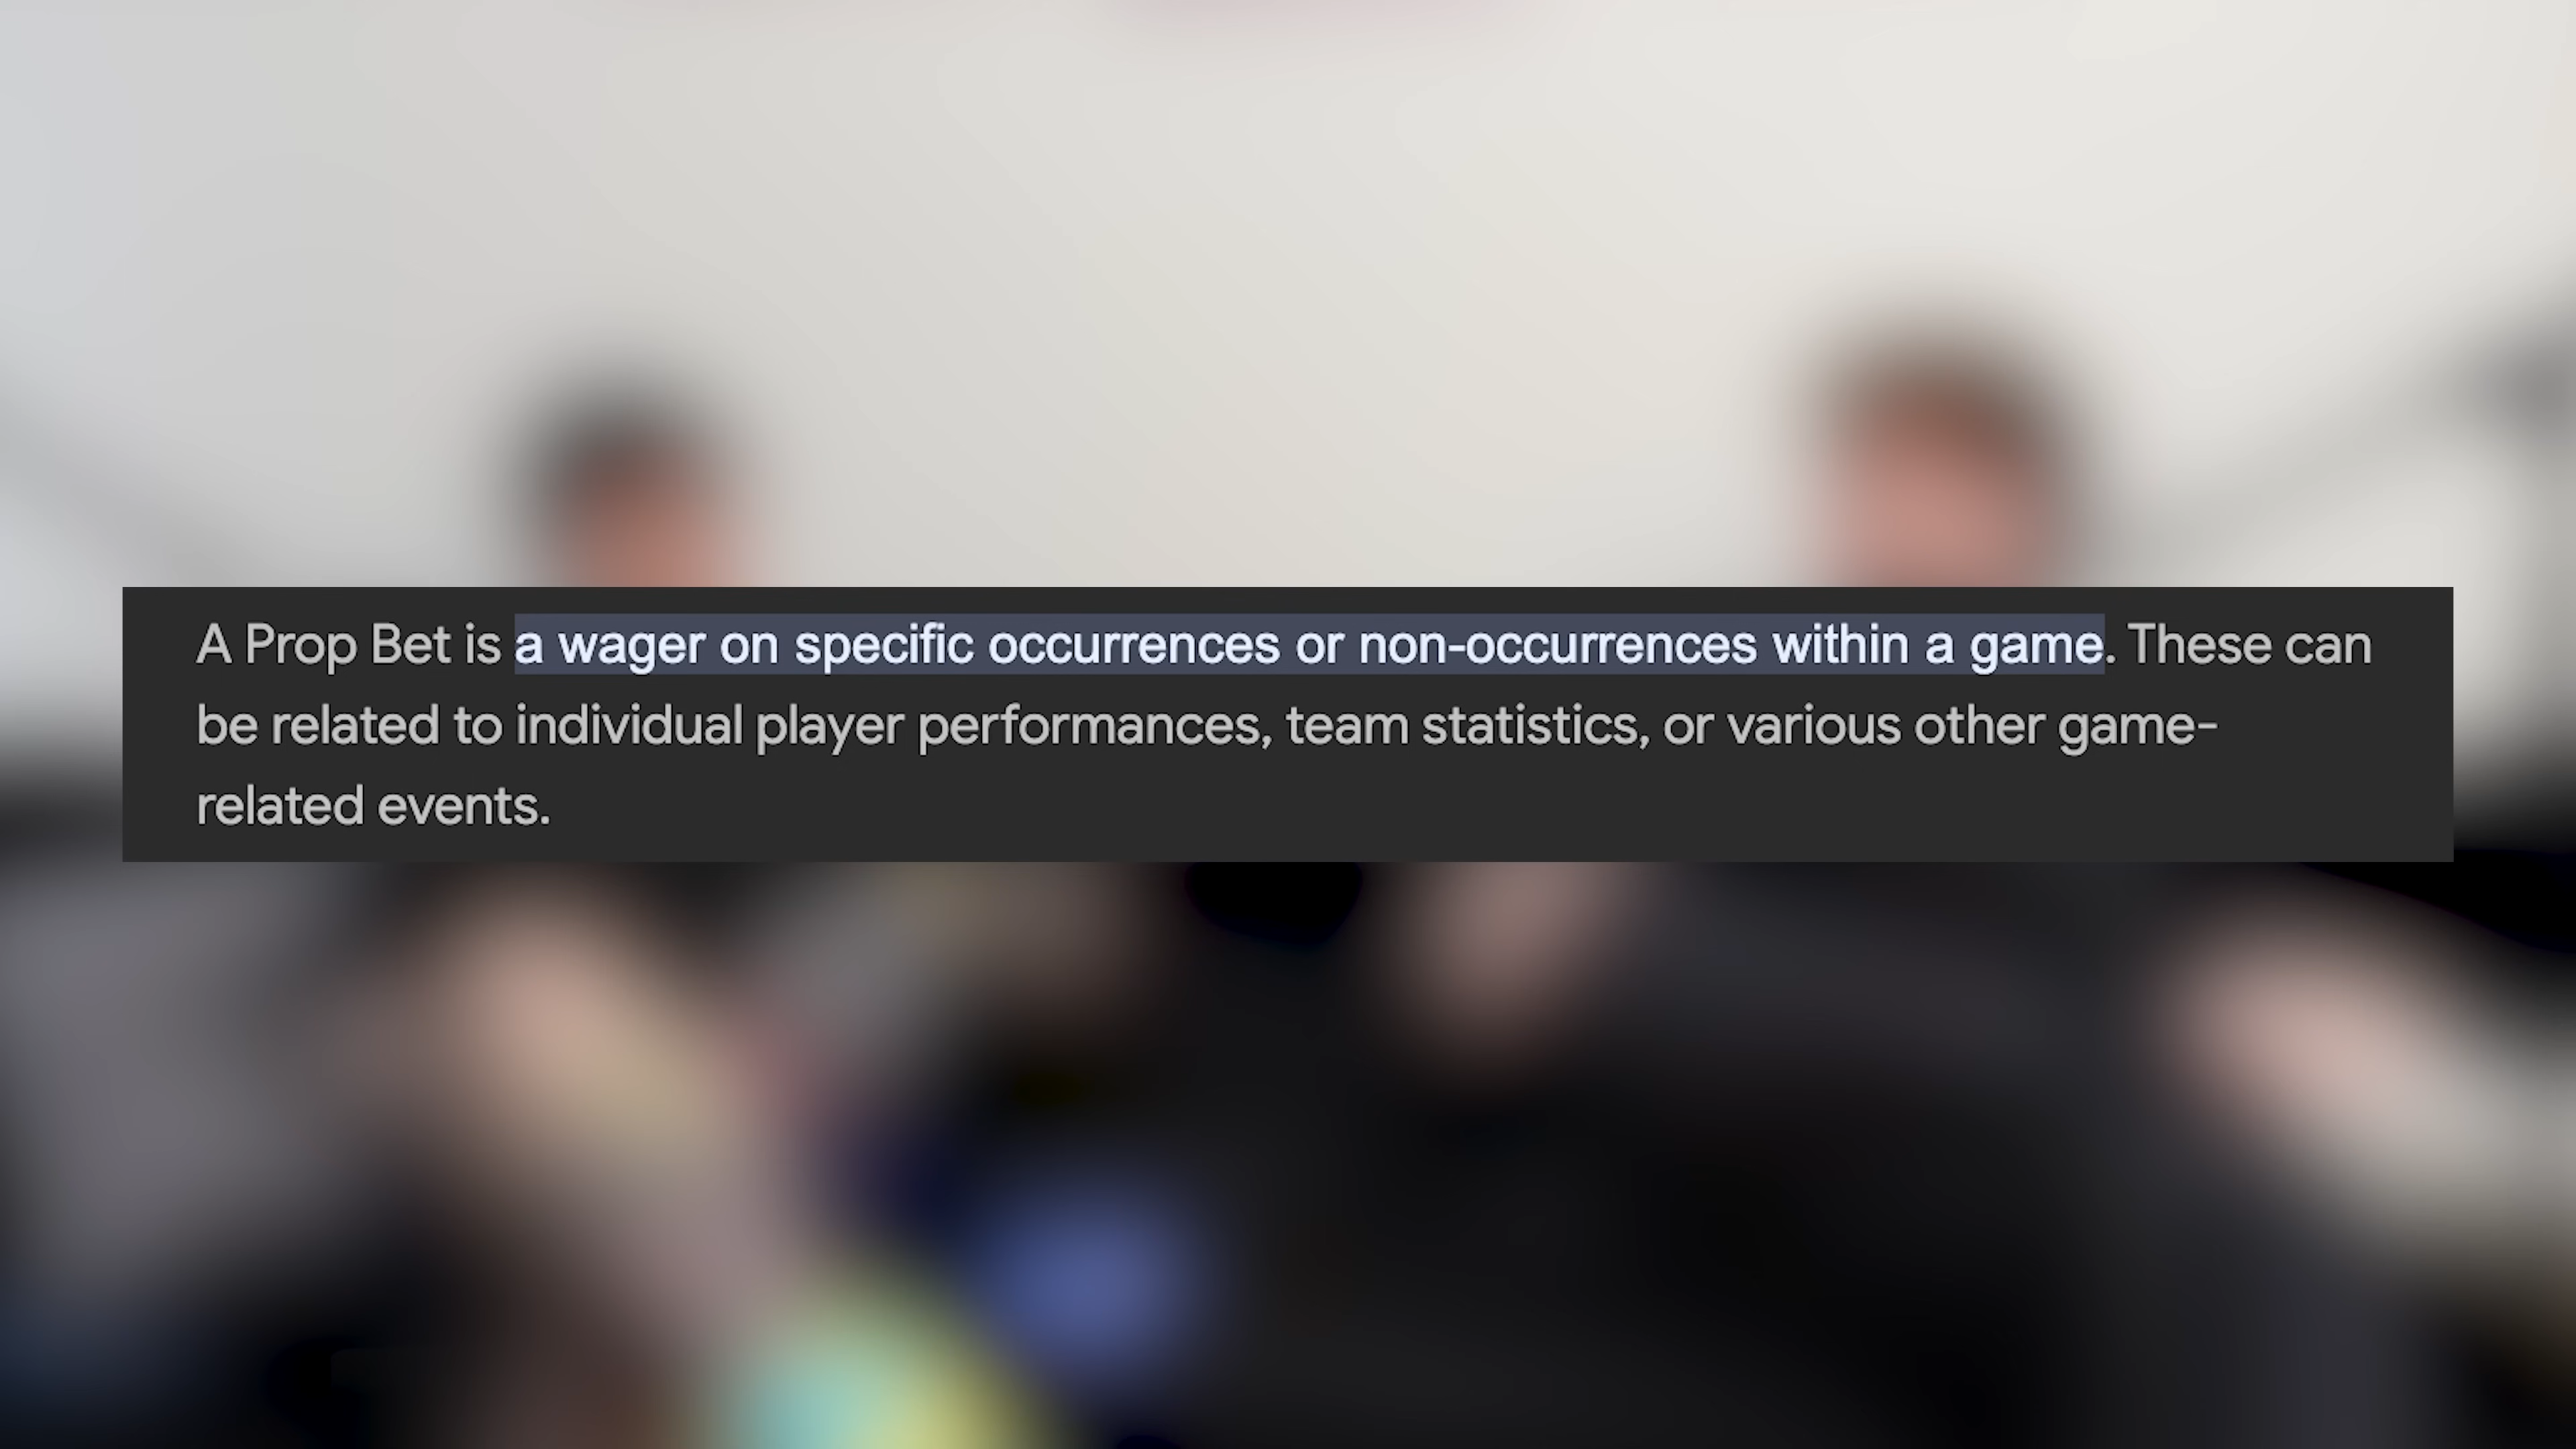 A Prop Bet is a wager on specific occurrences or non-occurrences within a game. These can
be related to individual player performances, team statistics, or various other game-
related events.